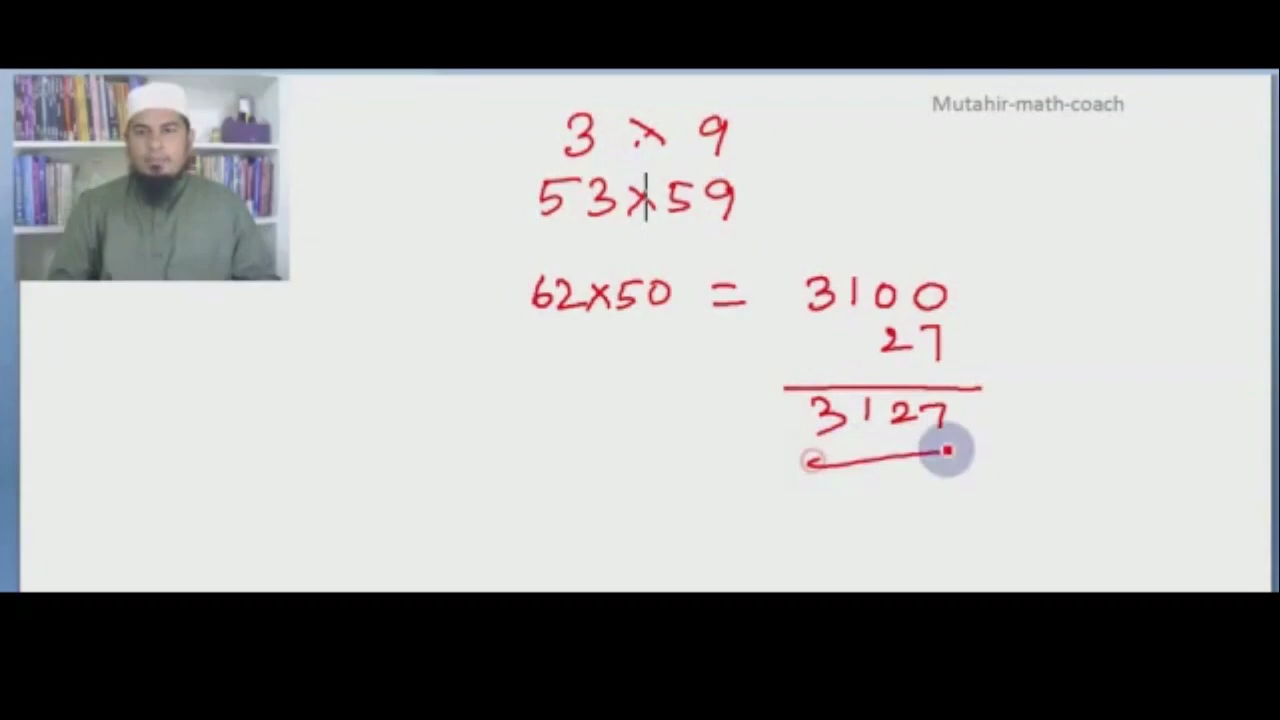 Mutahir-math-coach
3 × 9
53×59
62×50 = 3100
27
3127